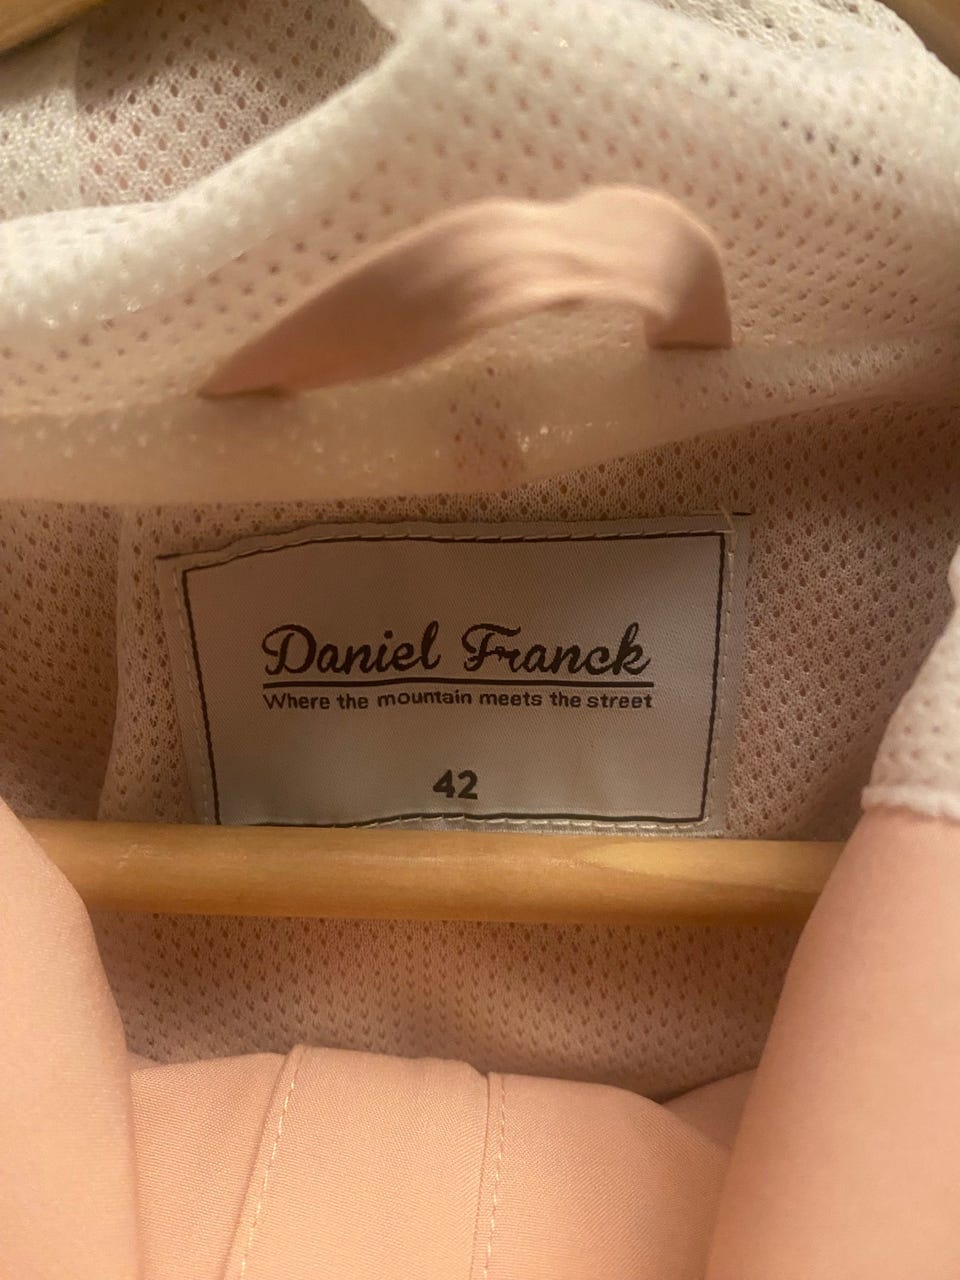 Daniel Franck
Where the mountain meets the street
42